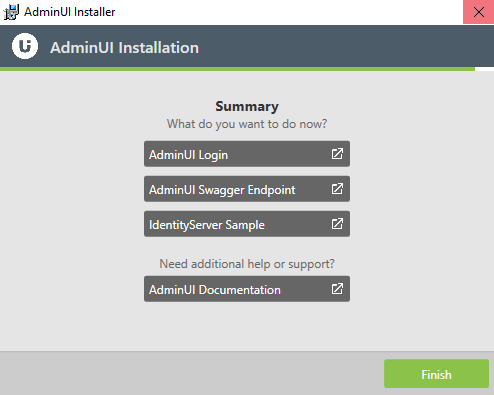 AdminUI Installer
AdminUI Installation
Summary
What do you want to do now?
AdminUI Login
AdminUI Swagger Endpoint
IdentityServer Sample
Need additional help or support?
AdminUI Documentation
Finish